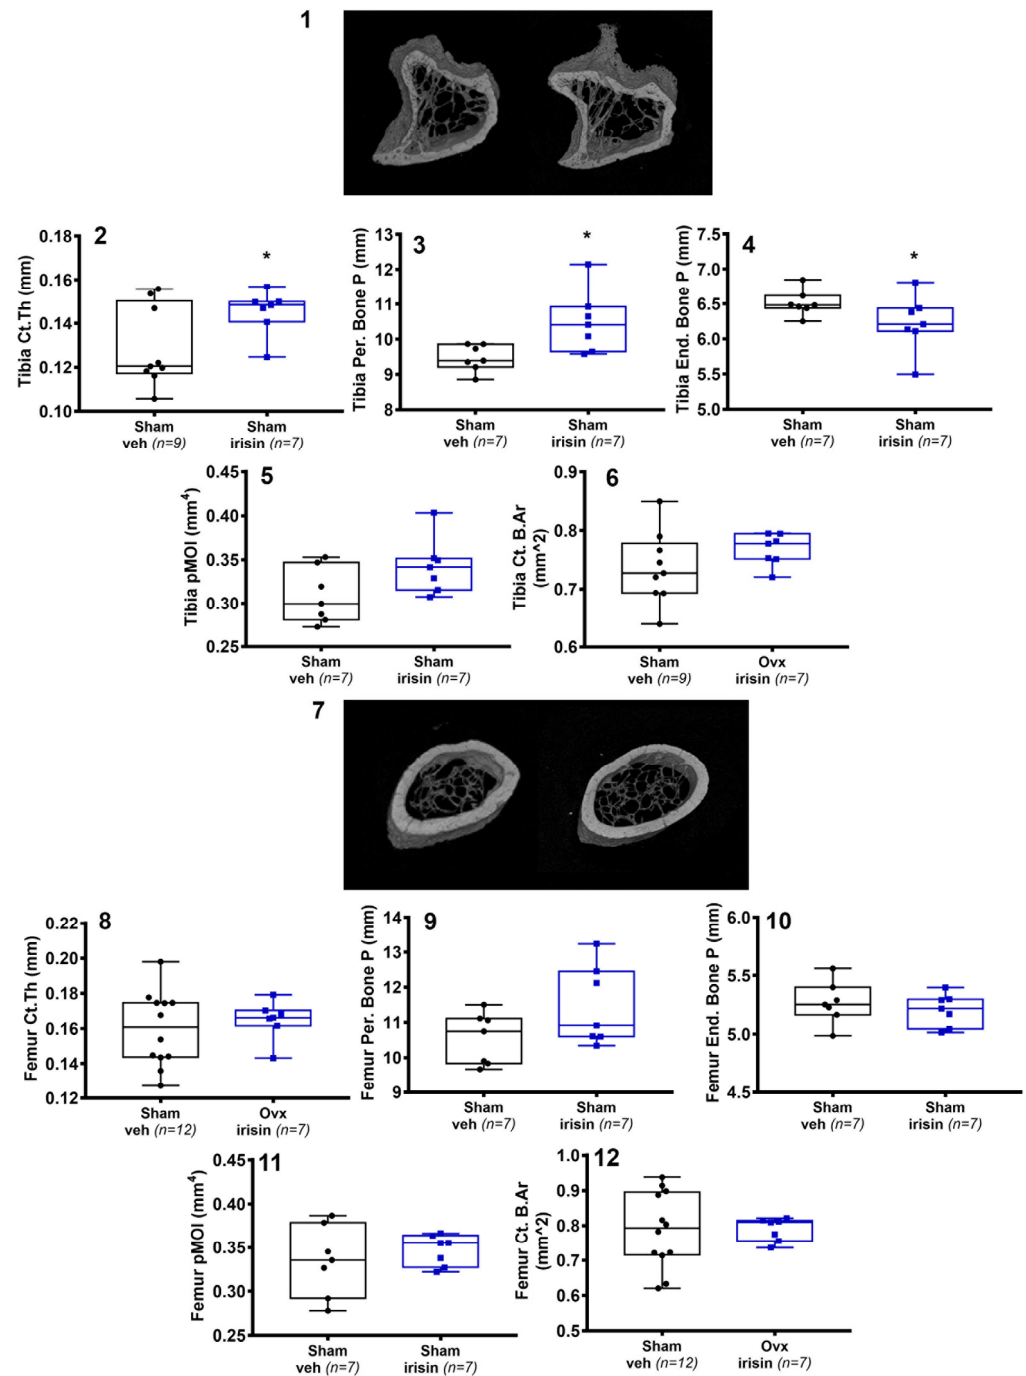 1
2
Tibia Ct.Th (mm)
0.18
0.16
0.14
0.12
0.10
*
Sham
veh (n=9)
Sham
irisin (n=7)
3
Tibia Per. Bone P (mm)
13
12
11
10
9
8
*
Sham
veh (n=7)
Sham
irisin (n=7)
4
Tibia End. Bone P (mm)
7.5
7.0
6.5
6.0
5.5
5.0
*
Sham
veh (n=7)
Sham
irisin (n=7)
5
Tibia pMOI (mm⁴)
0.45
0.40
0.35
0.30
0.25
Sham
veh (n=7)
Sham
irisin (n=7)
6
Tibia Ct. B.Ar
(mm^2)
0.9
0.8
0.7
0.6
Sham
veh (n=9)
Ovx
irisin (n=7)
7
8
Femur Ct.Th (mm)
0.22
0.20
0.18
0.16
0.14
0.12
Sham
veh (n=12)
Ovx
irisin (n=7)
9
Femur Per. Bone P (mm)
14
13
12
11
10
9
Sham
veh (n=7)
Sham
irisin (n=7)
10
Femur End. Bone P (mm)
6.0
5.5
5.0
4.5
Sham
veh (n=7)
Sham
irisin (n=7)
11
Femur pMOI (mm⁴)
0.45
0.40
0.35
0.30
0.25
Sham
veh (n=7)
Sham
irisin (n=7)
12
Femur Ct. B.Ar
(mm^2)
1.0
0.9
0.8
0.7
0.6
0.5
Sham
veh (n=12)
Ovx
irisin (n=7)